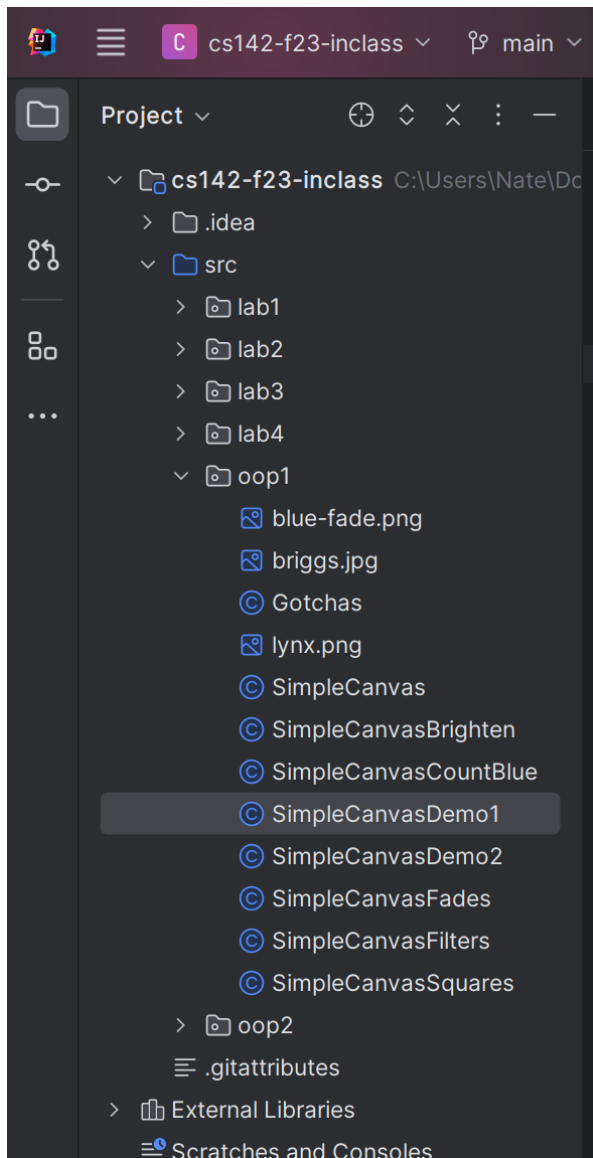 IJ C cs142-f23-inclass main
Project
cs142-f23-inclass C:\Users\Nate\Do
.idea
src
lab1
lab2
lab3
lab4
oop1
blue-fade.png
briggs.jpg
C Gotchas
lynx.png
C SimpleCanvas
C SimpleCanvasBrighten
C SimpleCanvasCountBlue
C SimpleCanvasDemo1
C SimpleCanvasDemo2
C SimpleCanvasFades
C SimpleCanvasFilters
C SimpleCanvasSquares
oop2
.gitattributes
External Libraries
Scratches and Consoles